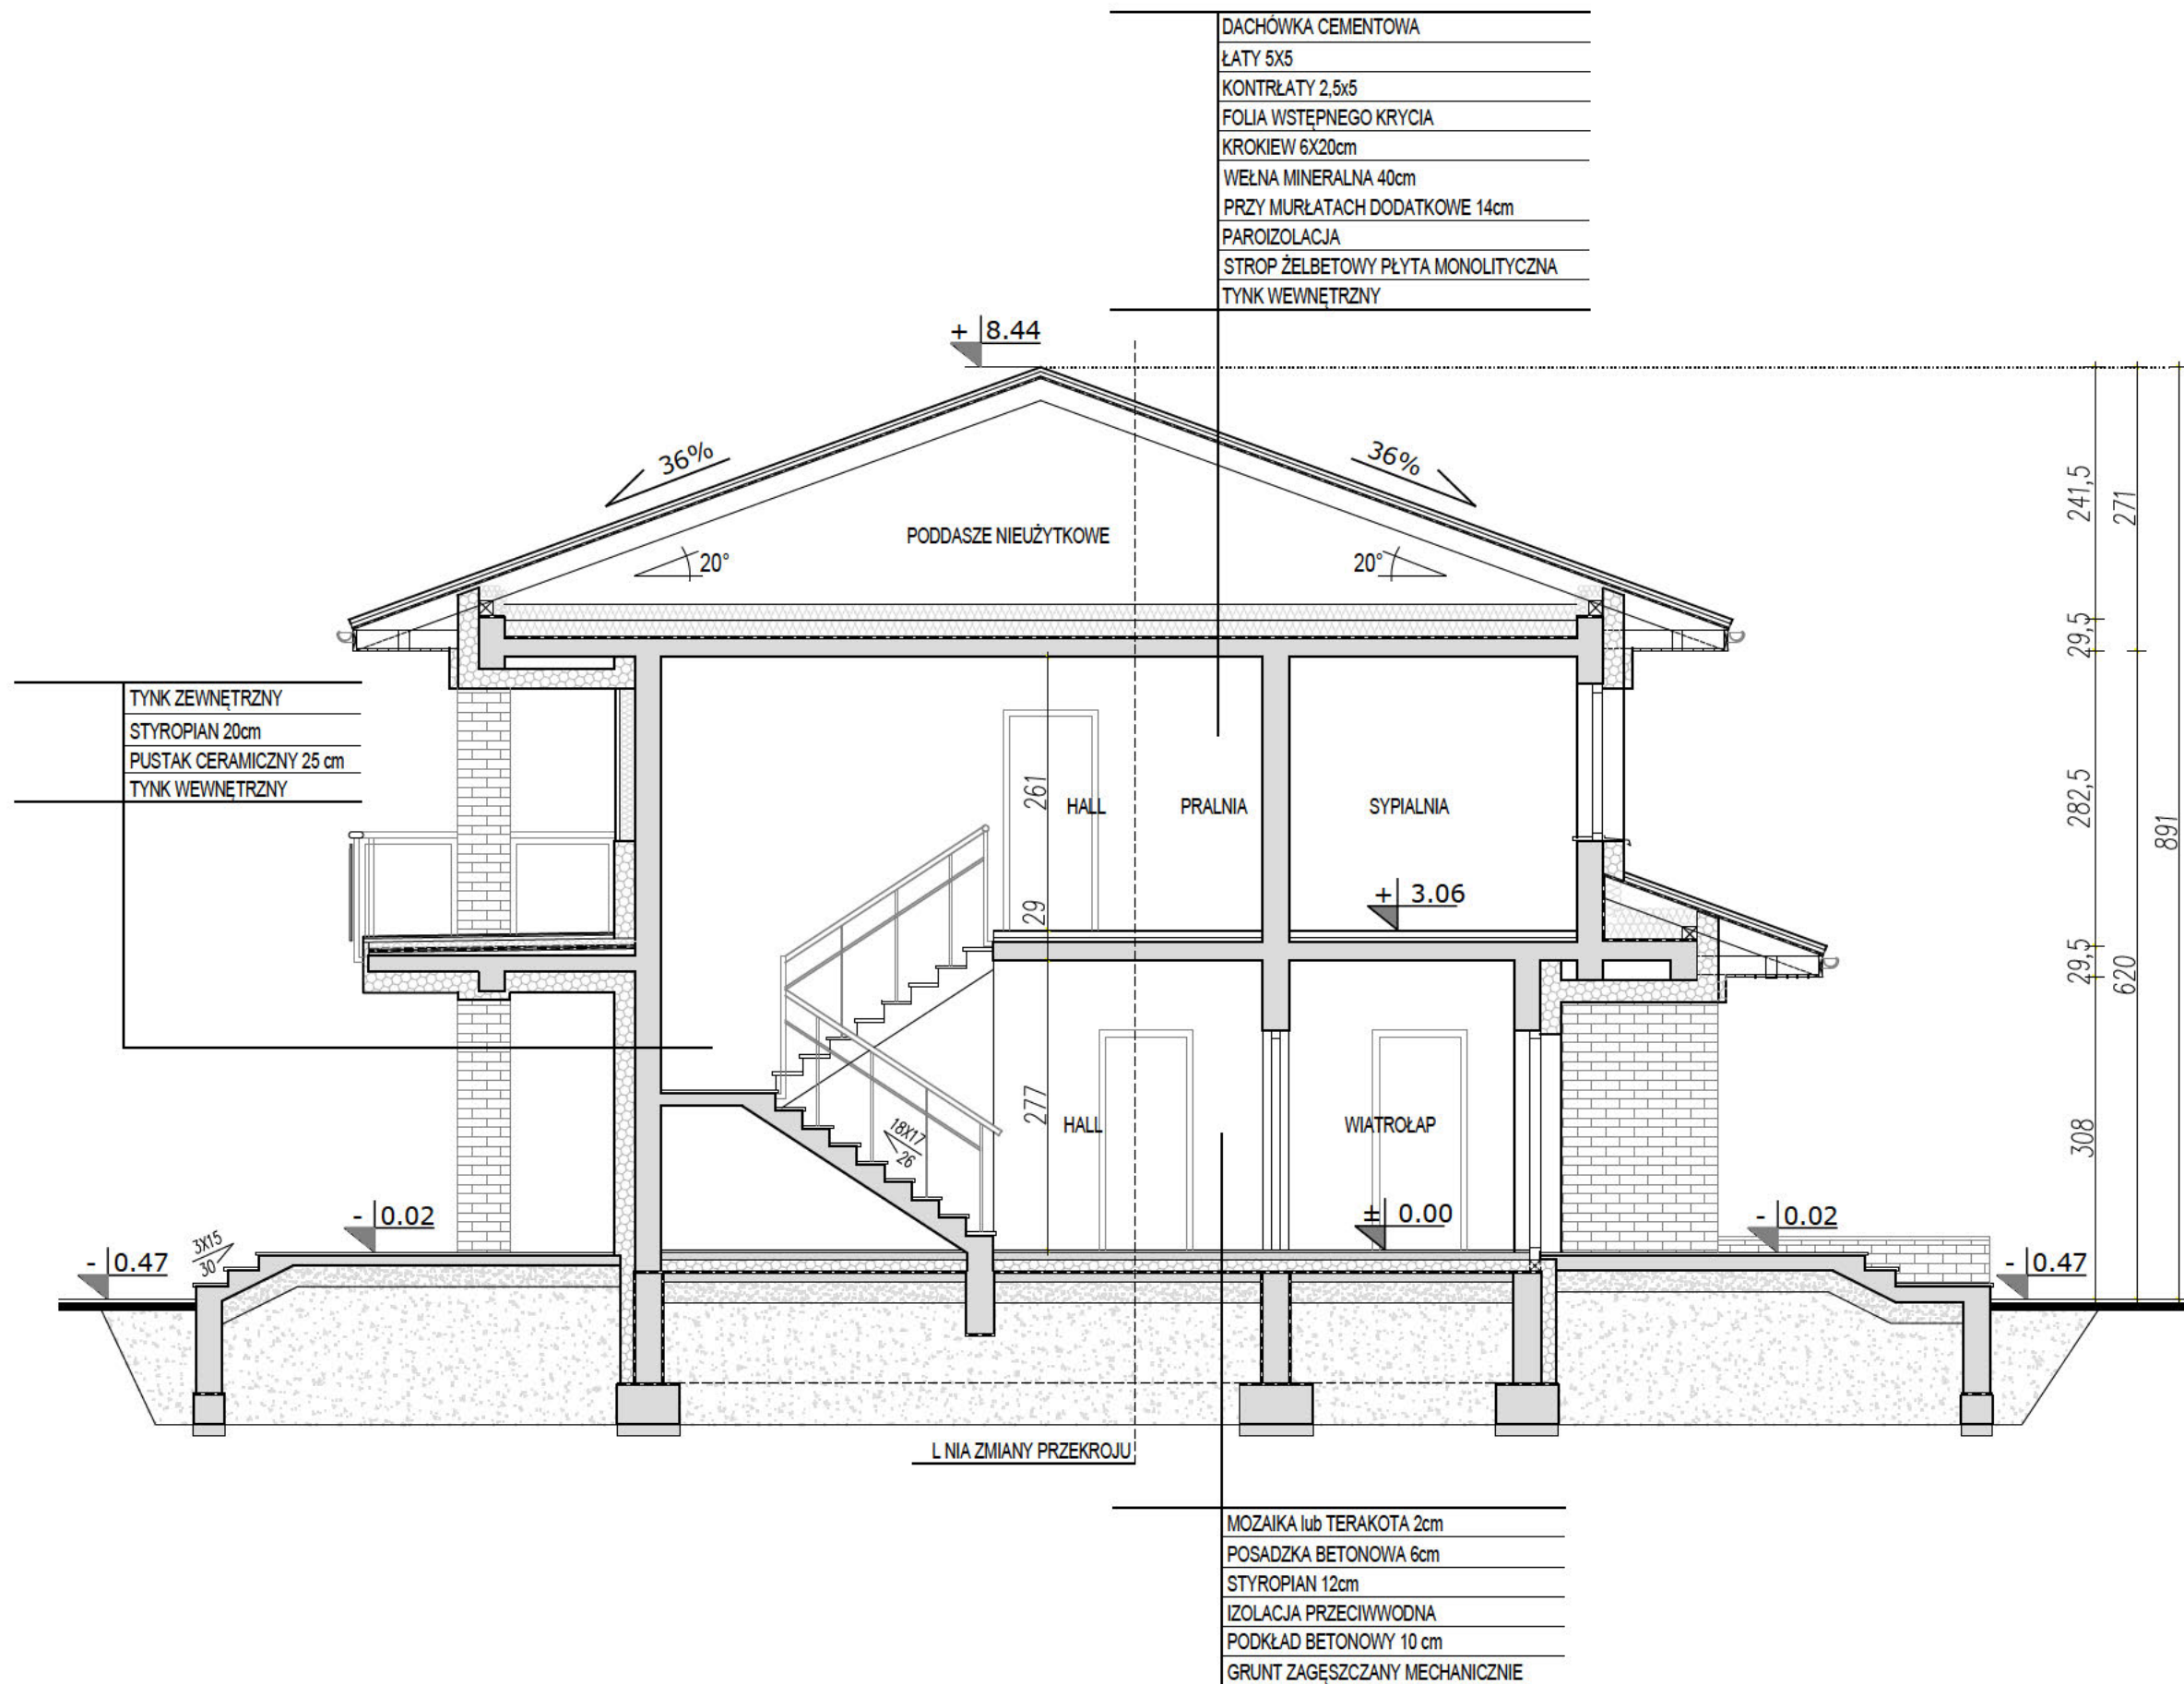 DACHÓWKA CEMENTOWA
ŁATY 5X5
KONTRŁATY 2,5x5
FOLIA WSTĘPNEGO KRYCIA
KROKIEW 6X20cm
WEŁNA MINERALNA 40cm
PRZY MURŁATACH DODATKOWE 14cm
PAROIZOLACJA
STROP ŻELBETOWY PŁYTA MONOLITYCZNA
TYNK WEWNĘTRZNY
+ 8.44
36%
36%
241,5
271
PODDASZE NIEUŻYTKOWE
20°
20°
29,5
TYNK ZEWNĘTRZNY
STYROPIAN 20cm
PUSTAK CERAMICZNY 25 cm
TYNK WEWNĘTRZNY
261
HALL
PRALNIA
SYPIALNIA
282,5
891
29
+ 3.06
29,5
620
277
HALL
18X17
26
WIATROŁAP
308
- 0.02
± 0.00
- 0.02
- 0.47
3X15
30
- 0.47
L NIA ZMIANY PRZEKROJU
MOZAIKA lub TERAKOTA 2cm
POSADZKA BETONOWA 6cm
STYROPIAN 12cm
IZOLACJA PRZECIWWODNA
PODKŁAD BETONOWY 10 cm
GRUNT ZAGĘSZCZANY MECHANICZNIE